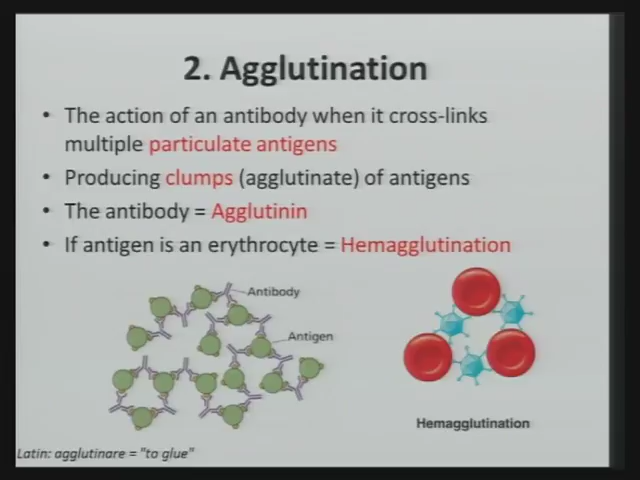 2. Agglutination
• The action of an antibody when it cross-links
multiple particulate antigens
• Producing clumps (agglutinate) of antigens
• The antibody = Agglutinin
• If antigen is an erythrocyte = Hemagglutination
Antibody
Antigen
Hemagglutination
Latin: agglutinare = "to glue"